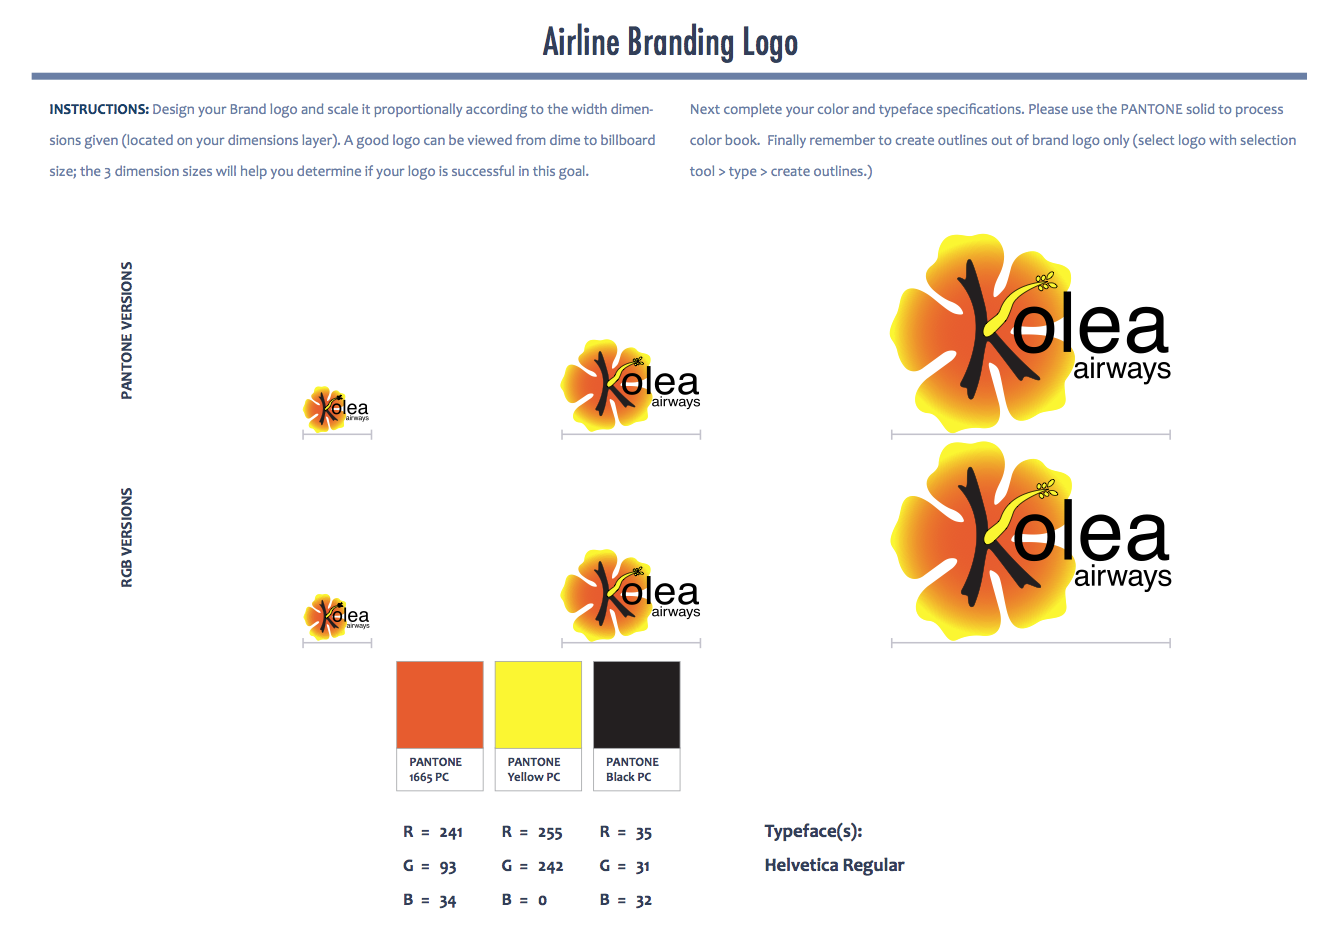 Airline Branding Logo
INSTRUCTIONS: Design your Brand logo and scale it proportionally according to the width dimen-
sions given (located on your dimensions layer). A good logo can be viewed from dime to billboard
size; the 3 dimension sizes will help you determine if your logo is successful in this goal.
Next complete your color and typeface specifications. Please use the PANTONE solid to process
color book.  Finally remember to create outlines out of brand logo only (select logo with selection
tool > type > create outlines.)
PANTONE VERSIONS
Kolea
airways
Kolea
airways
Kolea
airways
RGB VERSIONS
Kolea
airways
Kolea
airways
Kolea
airways
PANTONE
1665 PC
PANTONE
Yellow PC
PANTONE
Black PC
R = 241 R = 255 R = 35
G = 93 G = 242 G = 31
B = 34 B = 0 B = 32
Typeface(s):
Helvetica Regular